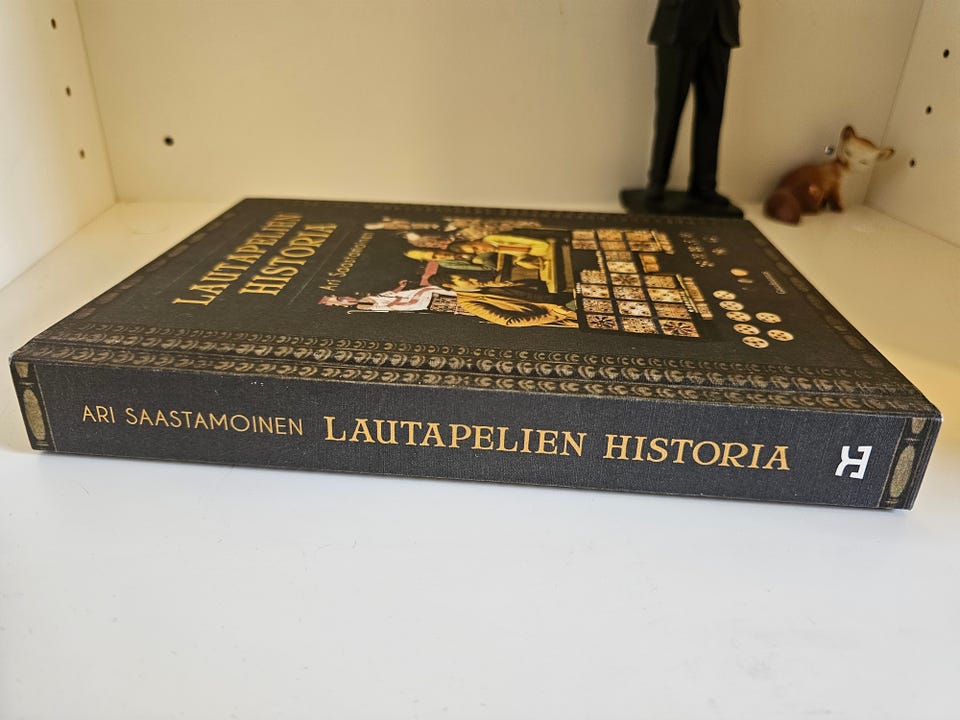 LAUTAPELIEN
HISTORIA
Ari Saastamoinen
ARI SAASTAMOINEN LAUTAPELIEN HISTORIA